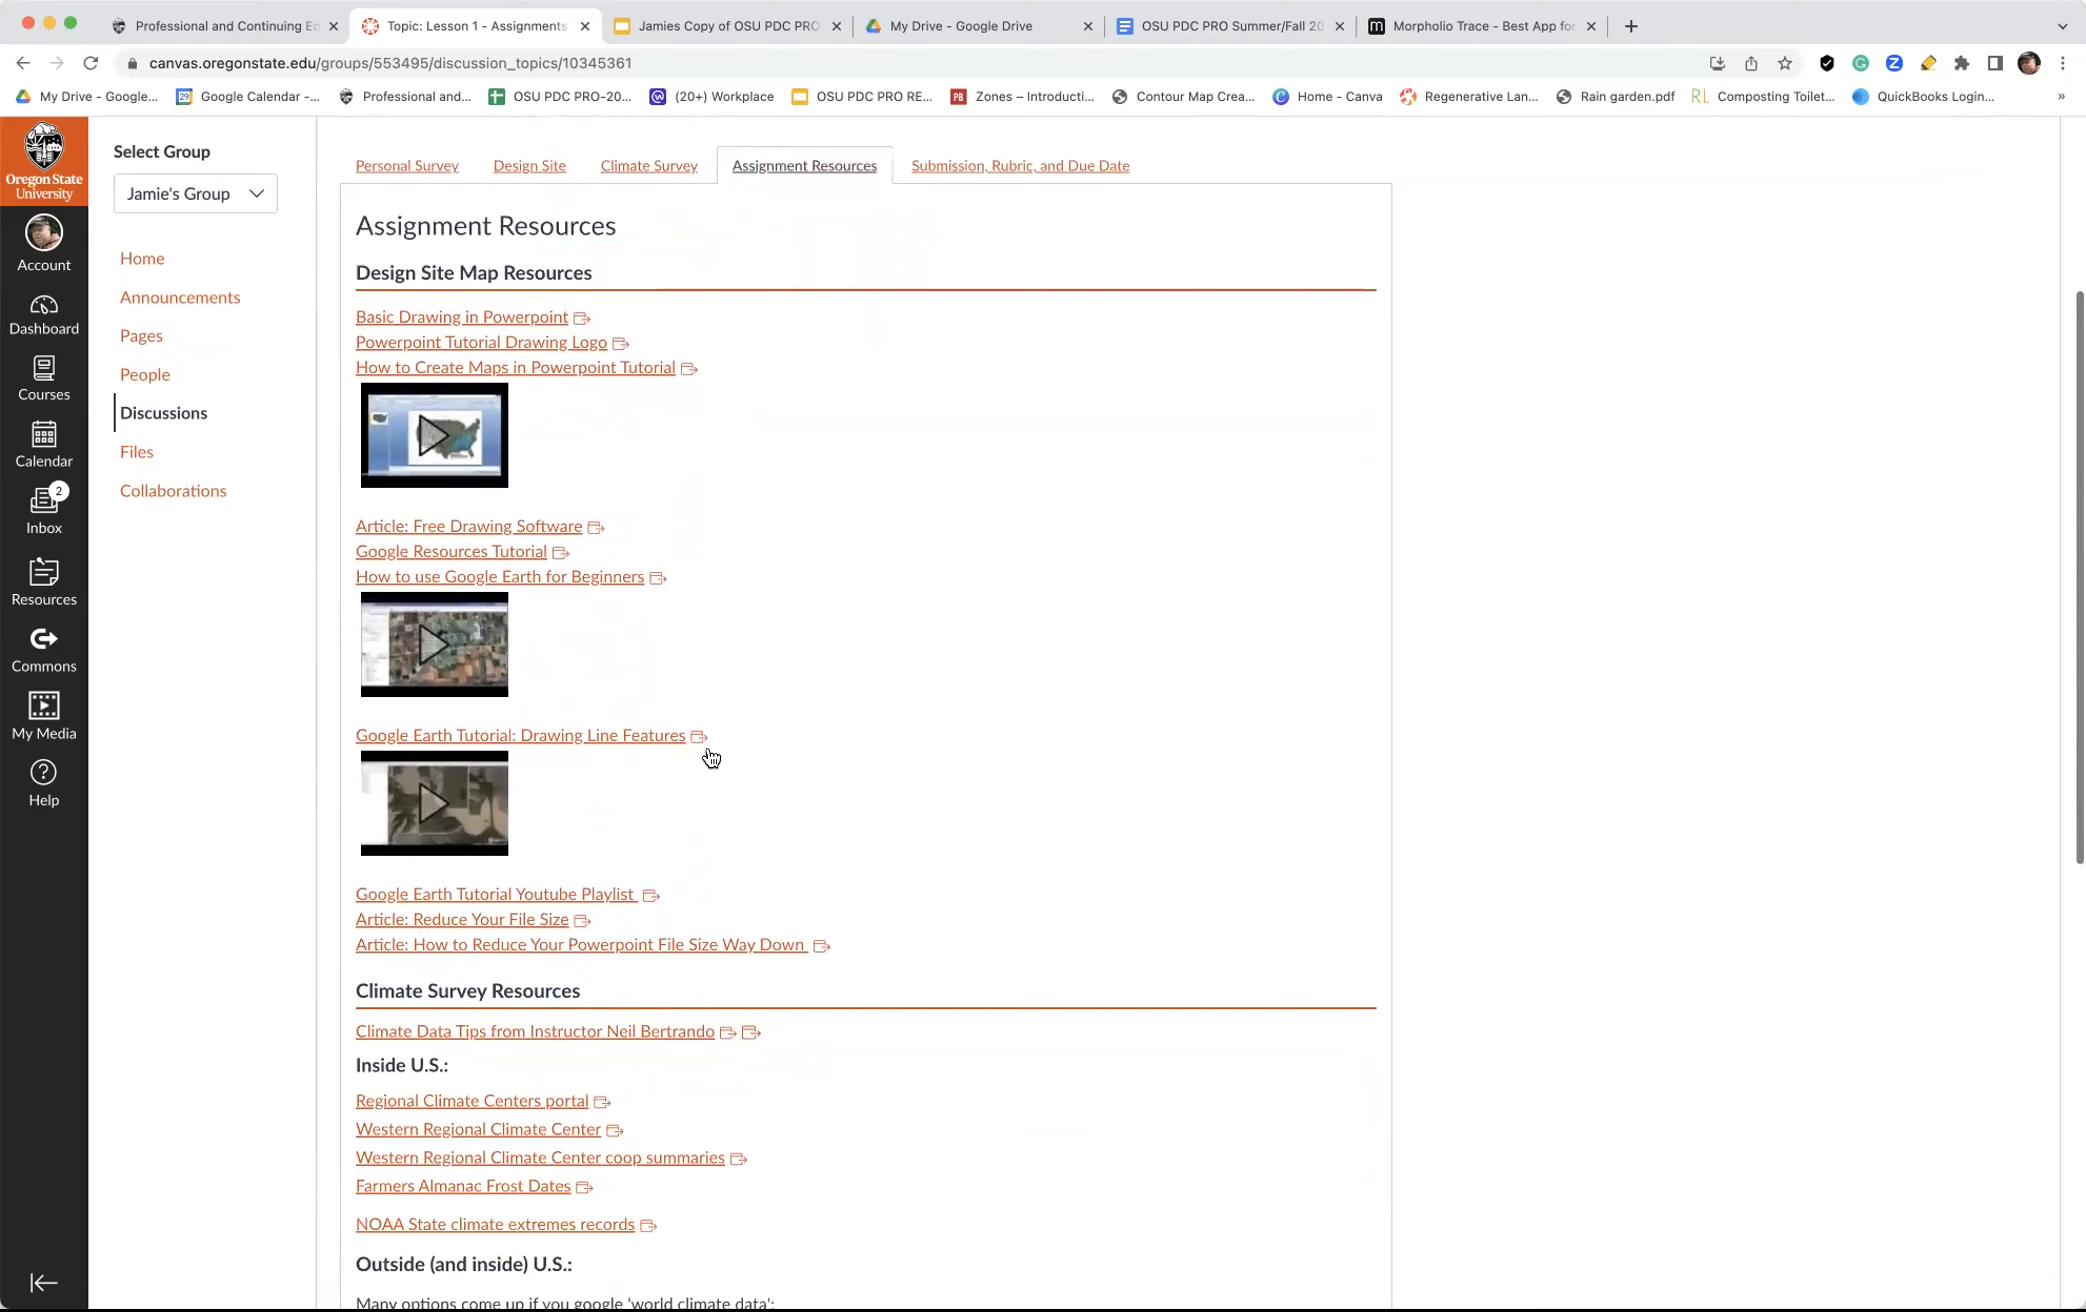 Professional and Continuing Ed
Topic: Lesson 1 - Assignments
Jamies Copy of OSU PDC PRO
My Drive - Google Drive
OSU PDC PRO Summer/Fall 20
Morpholio Trace - Best App for
canvas.oregonstate.edu/groups/553495/discussion_topics/10345361
My Drive - Google...
Google Calendar -...
Professional and...
OSU PDC PRO-20...
(20+) Workplace
OSU PDC PRO RE...
Zones – Introducti...
Contour Map Crea...
Home - Canva
Regenerative Lan...
Rain garden.pdf
Composting Toilet...
QuickBooks Login...
»
Oregon State
University
Account
Dashboard
Courses
Calendar
2
Inbox
Resources
Commons
My Media
Help
Select Group
Jamie's Group
Home
Announcements
Pages
People
Discussions
Files
Collaborations
Personal Survey
Design Site
Climate Survey
Assignment Resources
Submission, Rubric, and Due Date
Assignment Resources
Design Site Map Resources
Basic Drawing in Powerpoint
Powerpoint Tutorial Drawing Logo
How to Create Maps in Powerpoint Tutorial
Article: Free Drawing Software
Google Resources Tutorial
How to use Google Earth for Beginners
Google Earth Tutorial: Drawing Line Features
Google Earth Tutorial Youtube Playlist
Article: Reduce Your File Size
Article: How to Reduce Your Powerpoint File Size Way Down
Climate Survey Resources
Climate Data Tips from Instructor Neil Bertrando
Inside U.S.:
Regional Climate Centers portal
Western Regional Climate Center
Western Regional Climate Center coop summaries
Farmers Almanac Frost Dates
NOAA State climate extremes records
Outside (and inside) U.S.:
Many options come up if you google 'world climate data':